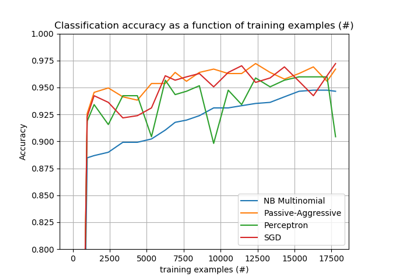 Classification accuracy as a function of training examples (#)
1.000
0.975
0.950
0.925
0.900
0.875
0.850
0.825
0.800
Accuracy
NB Multinomial
Passive-Aggressive
Perceptron
SGD
0 2500 5000 7500 10000 12500 15000 17500
training examples (#)